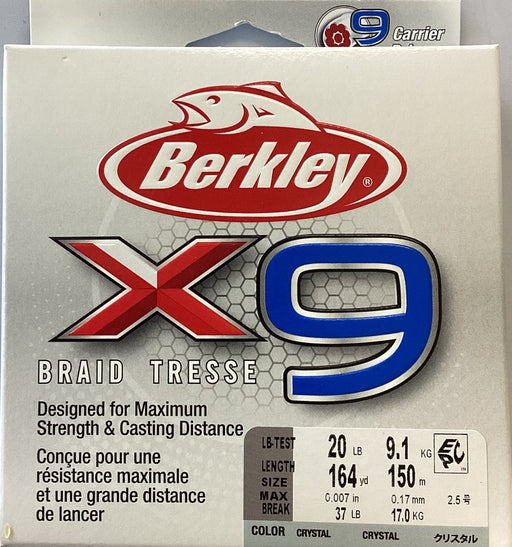 9 Carrier
Berkley®
X9
BRAID TRESSE
Designed for Maximum
Strength & Casting Distance
Conçue pour une
résistance maximale
et une grande distance
de lancer
LB-TEST 20 LB 9.1 KG
LENGTH 164 yd 150 m
SIZE 0.007 in 0.17 mm 2.5号
MAX BREAK 37 LB 17.0 KG
COLOR CRYSTAL CRYSTAL クリスタル